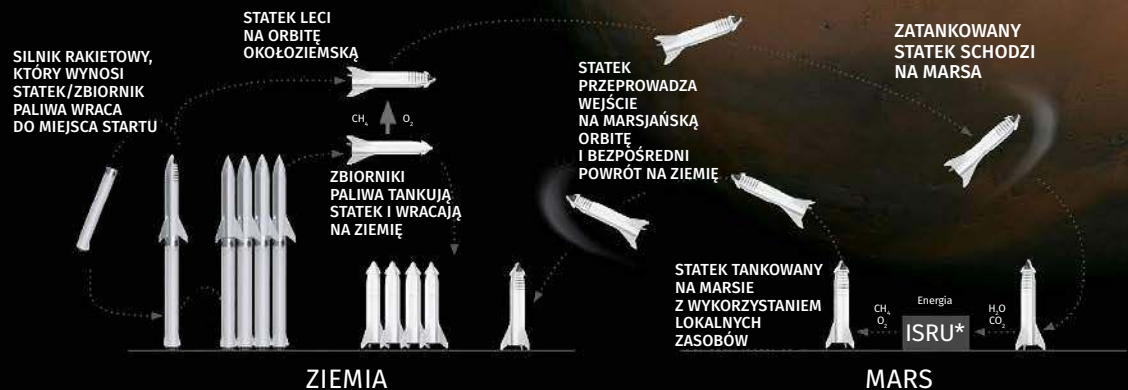 SILNIK RAKIETOWY,
KTÓRY WYNOSI
STATEK/ZBIORNIK
PALIWA WRACA
DO MIEJSCA STARTU
STATEK LECI
NA ORBITĘ
OKOŁOZIEMSKĄ
CH₄ O₂
ZBIORNIKI
PALIWA TANKUJĄ
STATEK I WRACAJĄ
NA ZIEMIĘ
STATEK
PRZEPROWADZA
WEJŚCIE
NA MARSJAŃSKĄ
ORBITĘ
I BEZPOŚREDNI
POWRÓT NA ZIEMIĘ
ZATANKOWANY
STATEK SCHODZI
NA MARSA
STATEK TANKOWANY
NA MARSIE
Z WYKORZYSTANIEM
LOKALNYCH
ZASOBÓW
CH₄
O₂
Energia
ISRU*
H₂O
CO₂
ZIEMIA
MARS